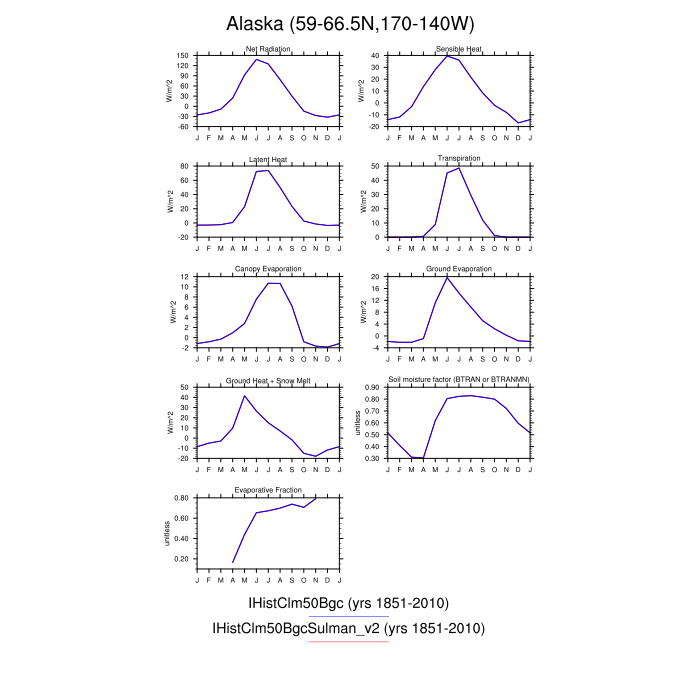 Alaska (59-66.5N,170-140W)
Net Radiation
W/m^2
150
120
90
60
30
0
-30
-60
J F M A M J J A S O N D J
Sensible Heat
W/m^2
40
30
20
10
0
-10
-20
J F M A M J J A S O N D J
Latent Heat
W/m^2
80
60
40
20
0
-20
J F M A M J J A S O N D J
Transpiration
W/m^2
50
40
30
20
10
0
J F M A M J J A S O N D J
Canopy Evaporation
W/m^2
12
10
8
6
4
2
0
-2
J F M A M J J A S O N D J
Ground Evaporation
W/m^2
20
16
12
8
4
0
-4
J F M A M J J A S O N D J
Ground Heat + Snow Melt
W/m^2
50
40
30
20
10
0
-10
-20
J F M A M J J A S O N D J
Soil moisture factor (BTRAN or BTRANMN)
unitless
0.90
0.80
0.70
0.60
0.50
0.40
0.30
J F M A M J J A S O N D J
Evaporative Fraction
unitless
0.80
0.60
0.40
0.20
J F M A M J J A S O N D J
IHistClm50Bgc (yrs 1851-2010)
IHistClm50BgcSulman_v2 (yrs 1851-2010)